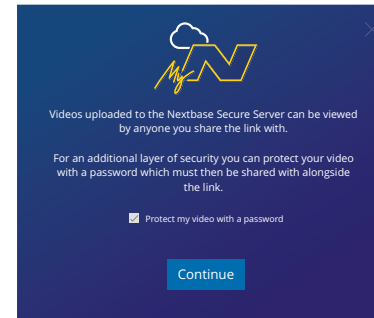 My N
Videos uploaded to the Nextbase Secure Server can be viewed
by anyone you share the link with.
For an additional layer of security you can protect your video
with a password which must then be shared with alongside
the link.
Protect my video with a password
Continue